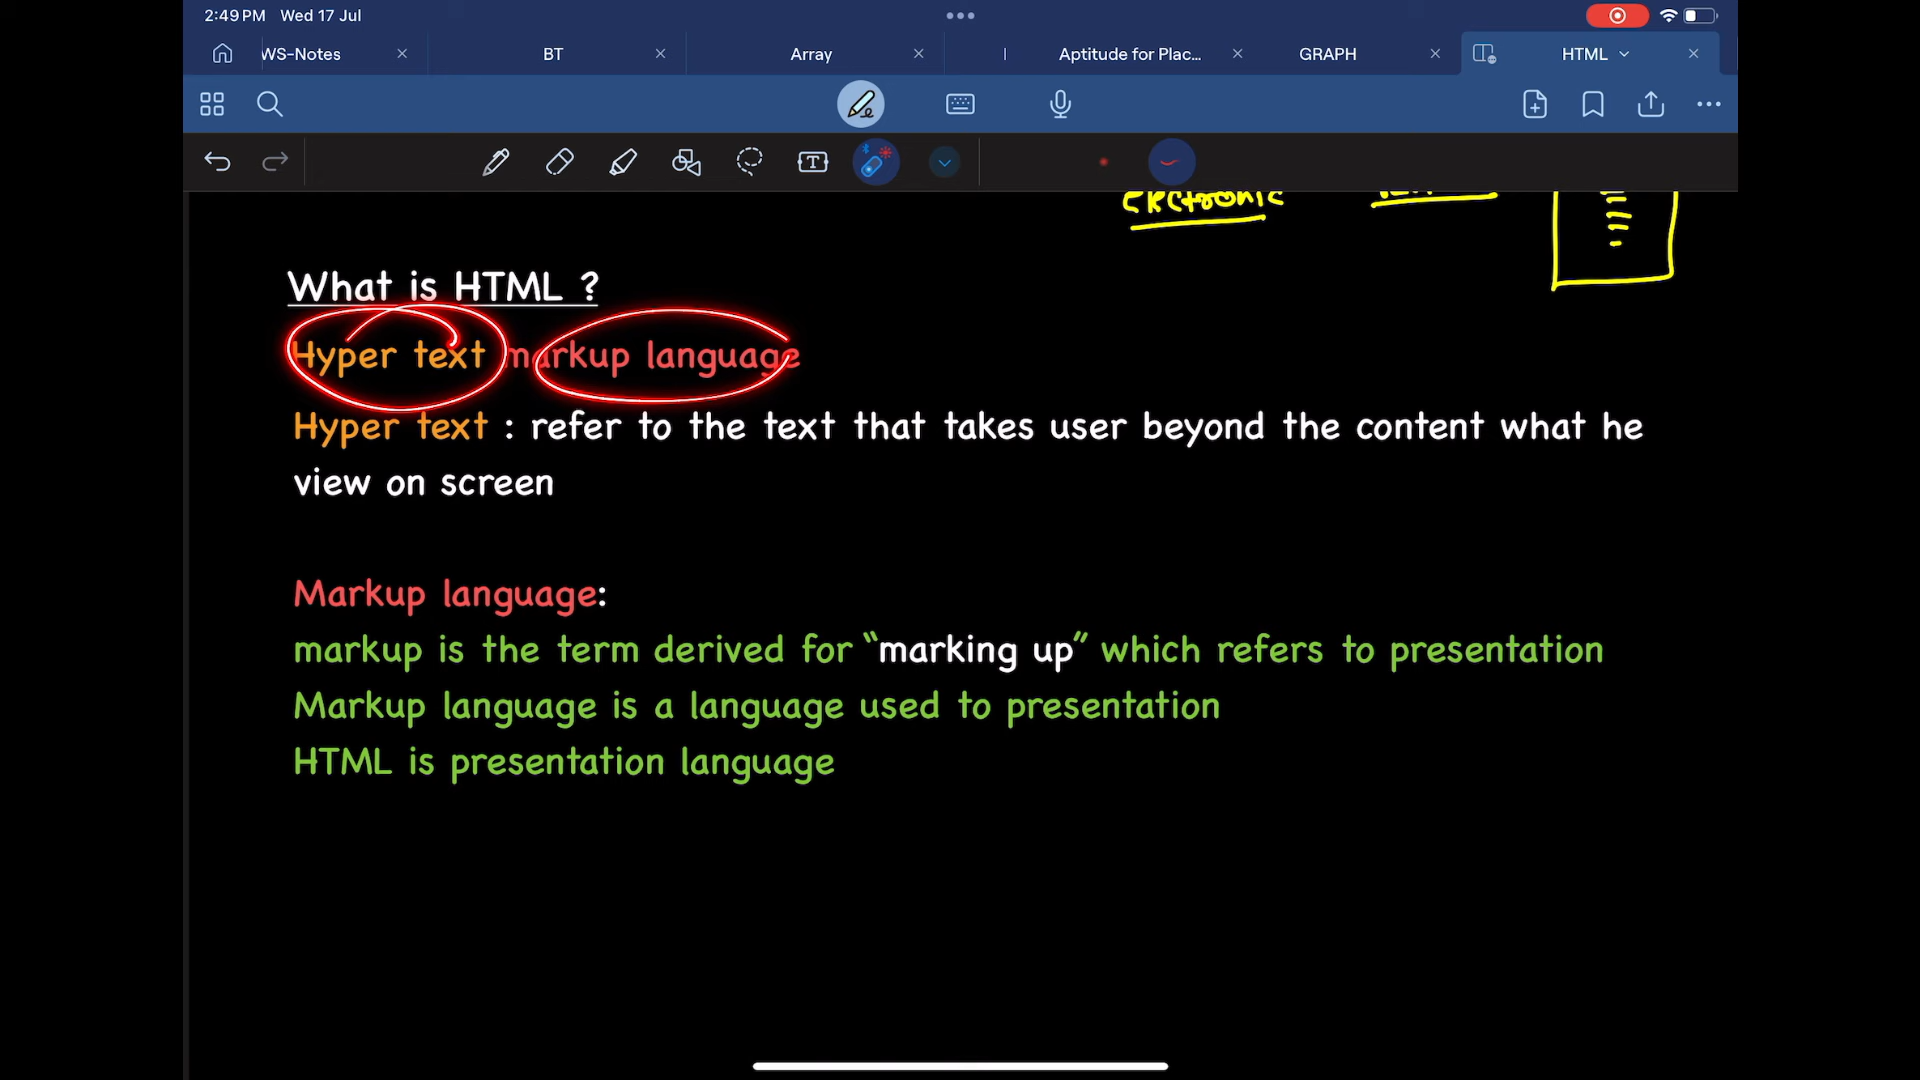 2:49 PM Wed 17 Jul
WS-Notes BT Array Aptitude for Plac... GRAPH HTML
T
Electronic
What is HTML ?
Hyper text markup language
Hyper text : refer to the text that takes user beyond the content what he
view on screen
Markup language:
markup is the term derived for “marking up” which refers to presentation
Markup language is a language used to presentation
HTML is presentation language